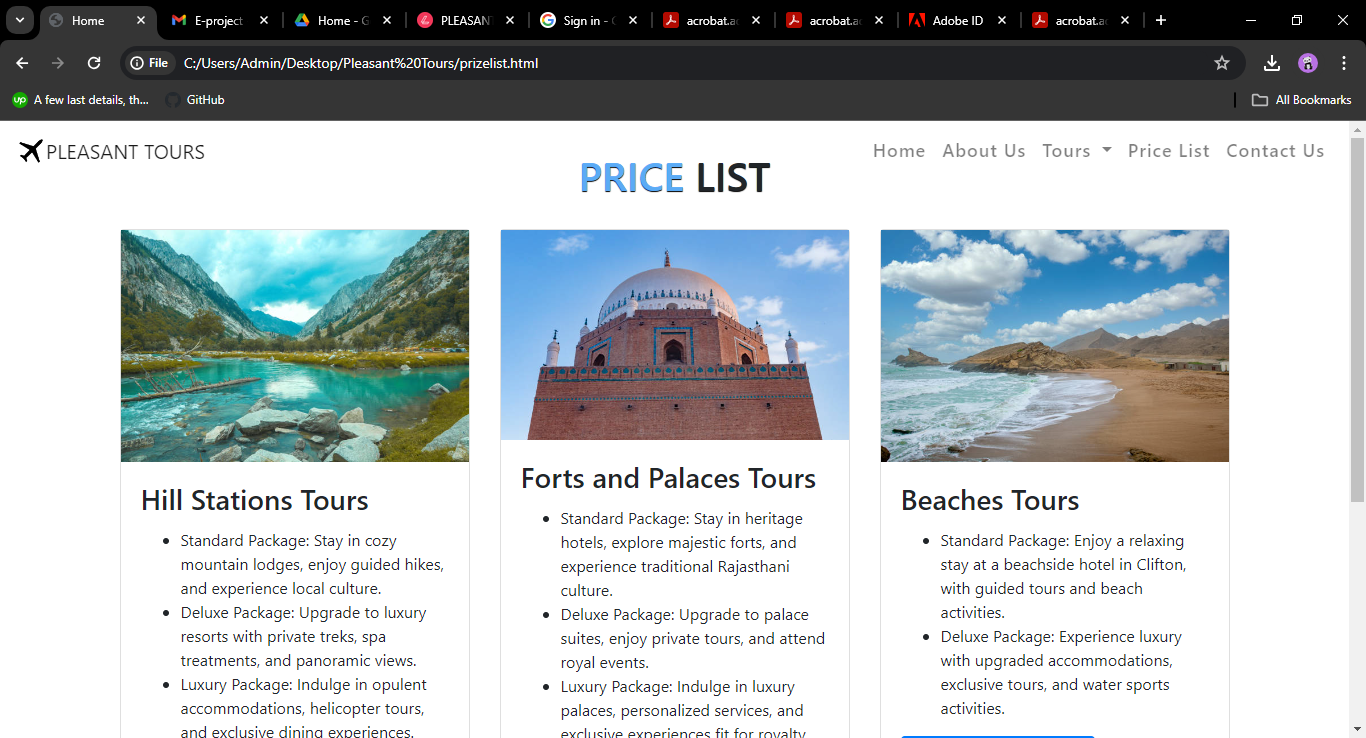 Home
E-project
Home - G
PLEASAN
Sign in - G
acrobat.ad
acrobat.ad
Adobe ID
acrobat.ad
File
C:/Users/Admin/Desktop/Pleasant%20Tours/prizelist.html
up
A few last details, th...
GitHub
All Bookmarks
PLEASANT TOURS
Home
About Us
Tours
Price List
Contact Us
PRICE LIST
Hill Stations Tours
• Standard Package: Stay in cozy
mountain lodges, enjoy guided hikes,
and experience local culture.
• Deluxe Package: Upgrade to luxury
resorts with private treks, spa
treatments, and panoramic views.
• Luxury Package: Indulge in opulent
accommodations, helicopter tours,
and exclusive dining experiences.
Forts and Palaces Tours
• Standard Package: Stay in heritage
hotels, explore majestic forts, and
experience traditional Rajasthani
culture.
• Deluxe Package: Upgrade to palace
suites, enjoy private tours, and attend
royal events.
• Luxury Package: Indulge in luxury
palaces, personalized services, and
exclusive experiences fit for royalty.
Beaches Tours
• Standard Package: Enjoy a relaxing
stay at a beachside hotel in Clifton,
with guided tours and beach
activities.
• Deluxe Package: Experience luxury
with upgraded accommodations,
exclusive tours, and water sports
activities.